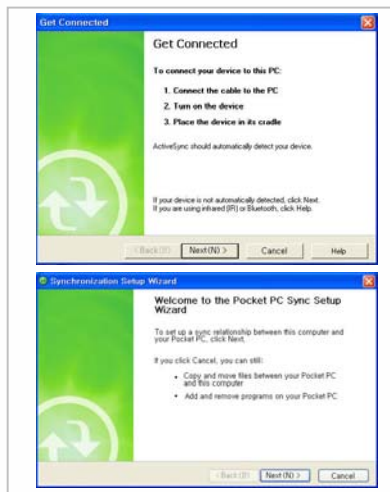 Get Connected
Get Connected
To connect your device to this PC:
1. Connect the cable to the PC
2. Turn on the device
3. Place the device in its cradle
ActiveSync should automatically detect your device.
If your device is not automatically detected, click Next.
If you are using infrared (IR) or Bluetooth, click Help.
< Back(B) Next(N) > Cancel Help
Synchronization Setup Wizard
Welcome to the Pocket PC Sync Setup
Wizard
To set up a sync relationship between this computer and
your Pocket PC, click Next.
If you click Cancel, you can still:
• Copy and move files between your Pocket PC
and this computer
• Add and remove programs on your Pocket PC
< Back(B) Next(N) > Cancel